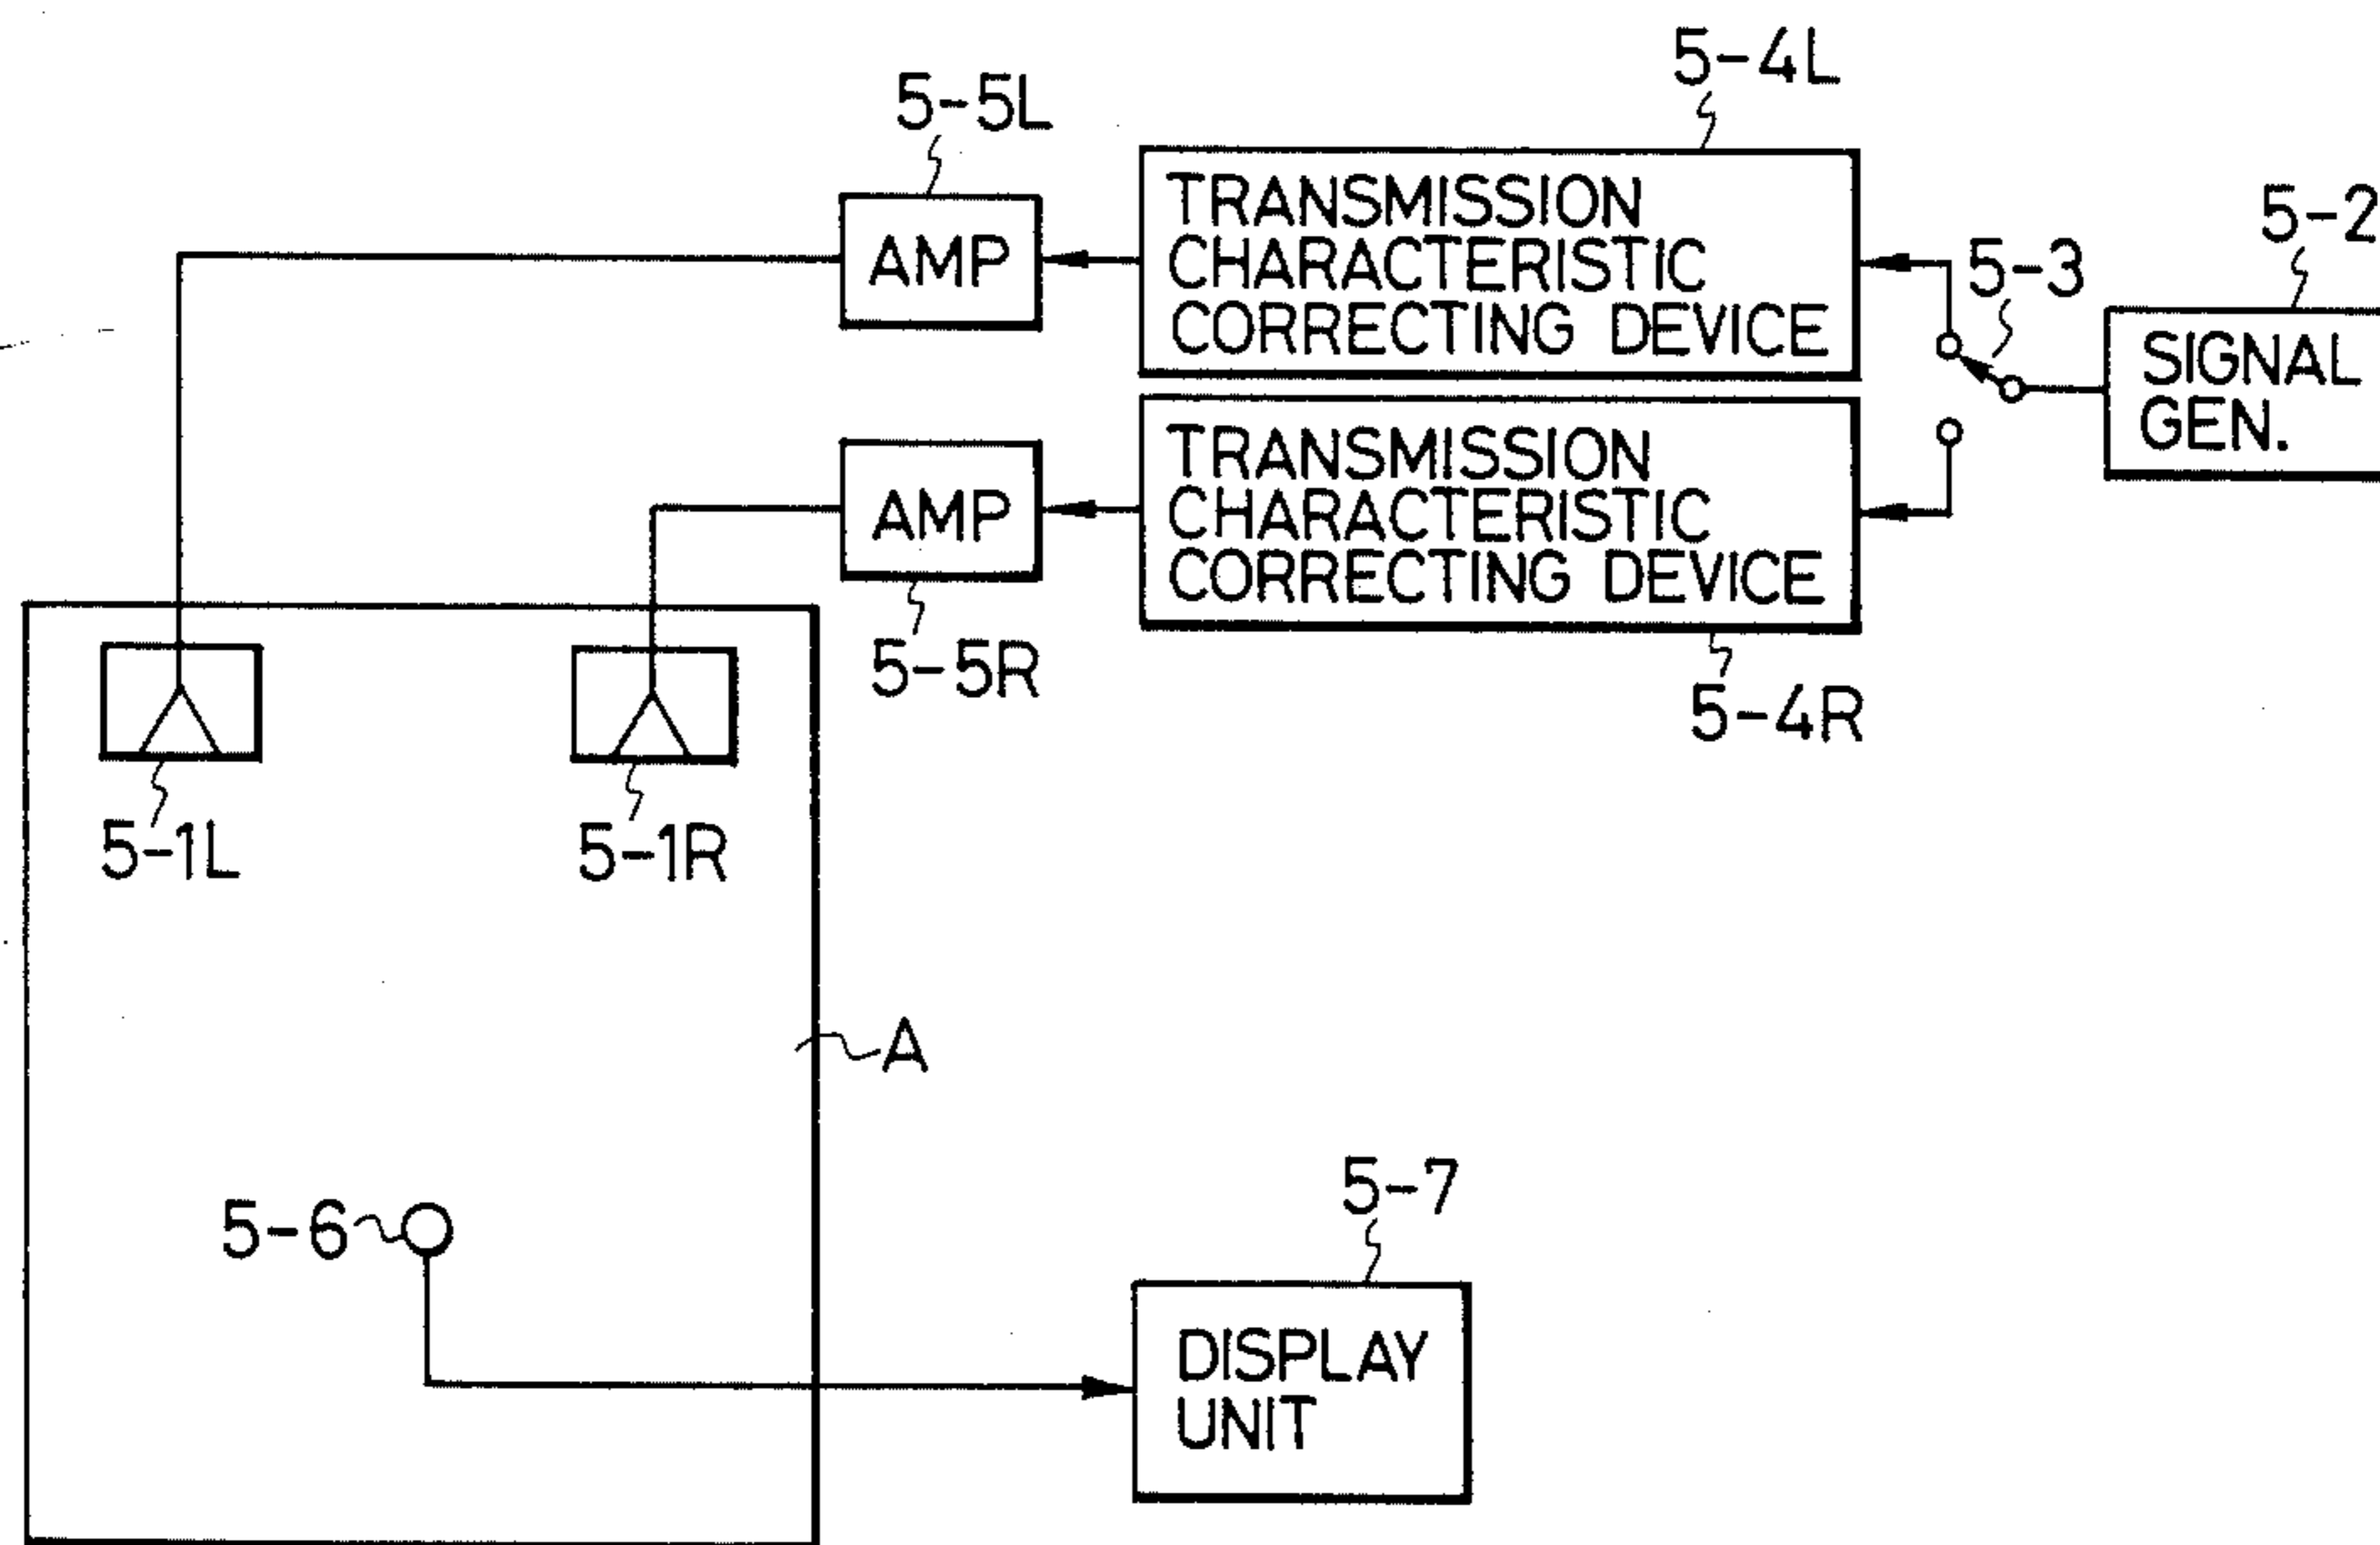 5-4L
5-5L
TRANSMISSION
CHARACTERISTIC
CORRECTING DEVICE
AMP
5-2
5-3
SIGNAL
GEN.
TRANSMISSION
CHARACTERISTIC
CORRECTING DEVICE
AMP
5-5R
5-4R
5-1L
5-1R
A
5-6
5-7
DISPLAY
UNIT